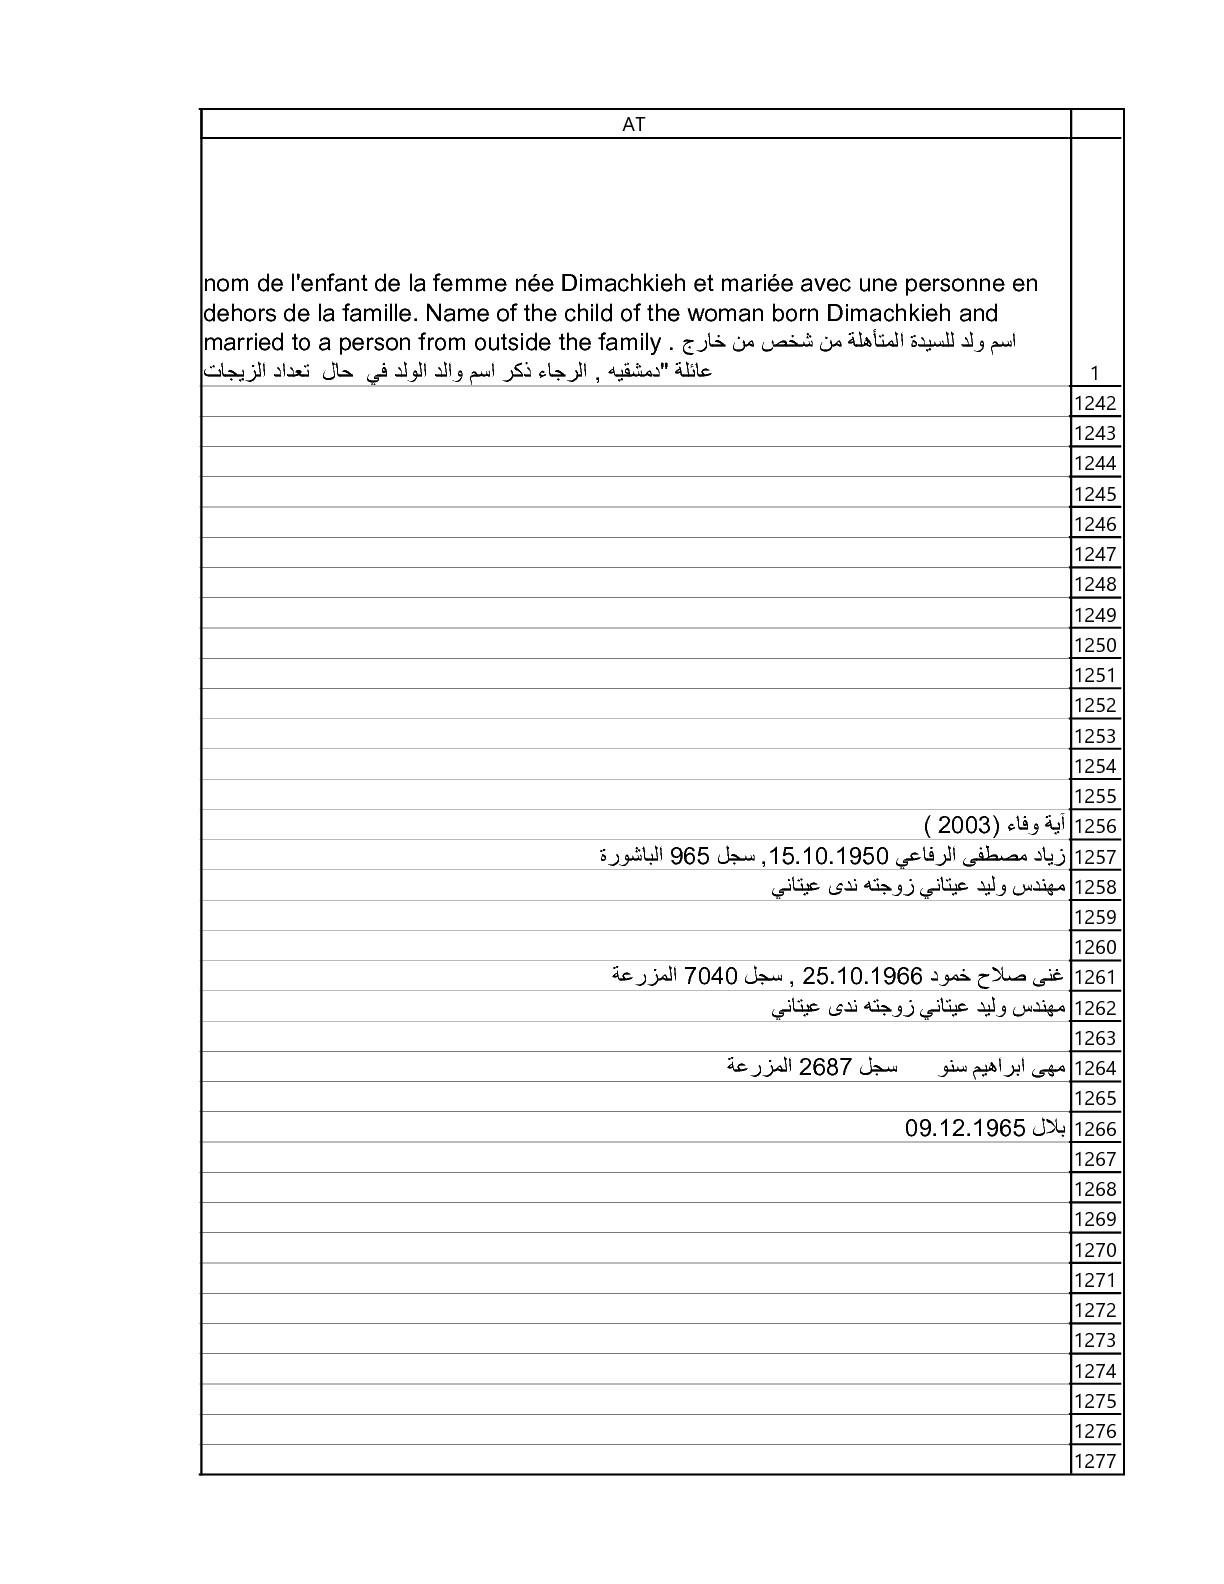 AT
nom de l'enfant de la femme née Dimachkieh et mariée avec une personne en
dehors de la famille. Name of the child of the woman born Dimachkieh and
married to a person from outside the family . اسم ولد للسيدة المتأهلة من شخص من خارج
عائلة "دمشقيه , الرجاء ذكر اسم والد الولد في حال تعداد الزيجات 1
1242
1243
1244
1245
1246
1247
1248
1249
1250
1251
1252
1253
1254
1255
آية وفاء (2003 ) 1256
زياد مصطفى الرفاعي 15.10.1950, سجل 965 الباشورة 1257
مهندس وليد عيتاني زوجته ندى عيتاني 1258
1259
1260
غنى صلاح خمود 25.10.1966 , سجل 7040 المزرعة 1261
مهندس وليد عيتاني زوجته ندى عيتاني 1262
1263
مهى ابراهيم سنو سجل 2687 المزرعة 1264
1265
بلال 09.12.1965 1266
1267
1268
1269
1270
1271
1272
1273
1274
1275
1276
1277